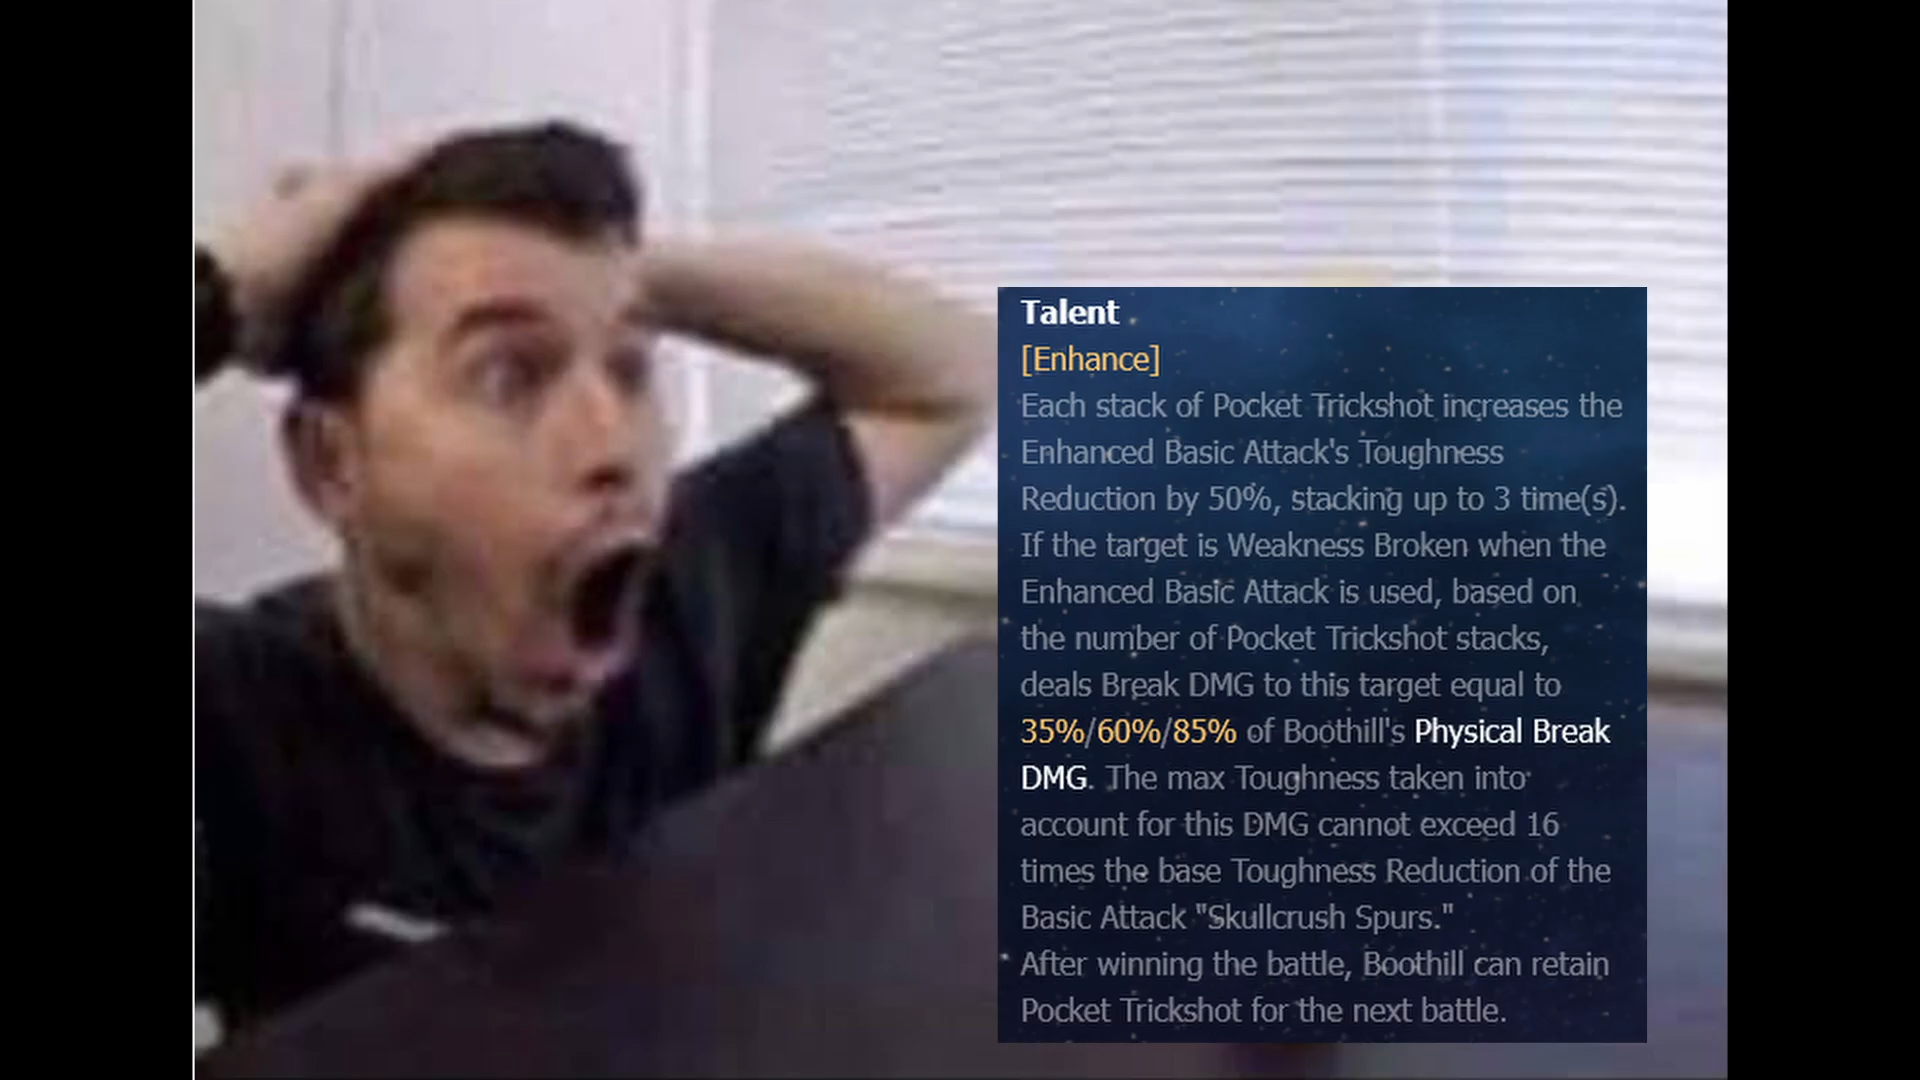 Talent
[Enhance]
Each stack of Pocket Trickshot increases the
Enhanced Basic Attack's Toughness
Reduction by 50%, stacking up to 3 time(s).
If the target is Weakness Broken when the
Enhanced Basic Attack is used, based on
the number of Pocket Trickshot stacks,
deals Break DMG to this target equal to
35%/60%/85% of Boothill's Physical Break
DMG. The max Toughness taken into
account for this DMG cannot exceed 16
times the base Toughness Reduction of the
Basic Attack "Skullcrush Spurs."
After winning the battle, Boothill can retain
Pocket Trickshot for the next battle.